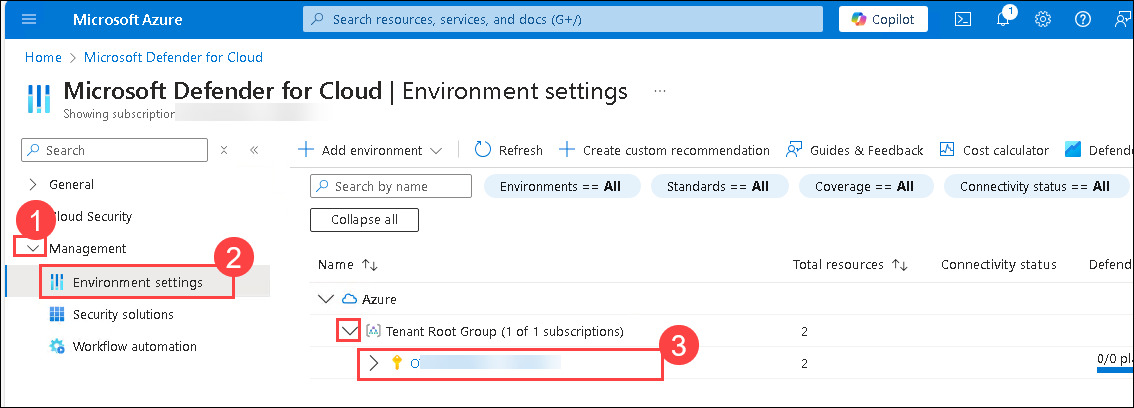 Microsoft Azure
Search resources, services, and docs (G+/)
Copilot
1
Home > Microsoft Defender for Cloud
Microsoft Defender for Cloud | Environment settings
...
Showing subscription
Search
Add environment
Refresh
Create custom recommendation
Guides & Feedback
Cost calculator
Defend
General
Cloud Security
1
Management
Environment settings
2
Security solutions
Workflow automation
Search by name
Environments == All
Standards == All
Coverage == All
Connectivity status == All
Collapse all
Name
Total resources
Connectivity status
Defend
Azure
Tenant Root Group (1 of 1 subscriptions)
2
3
O
2
0/0 pla